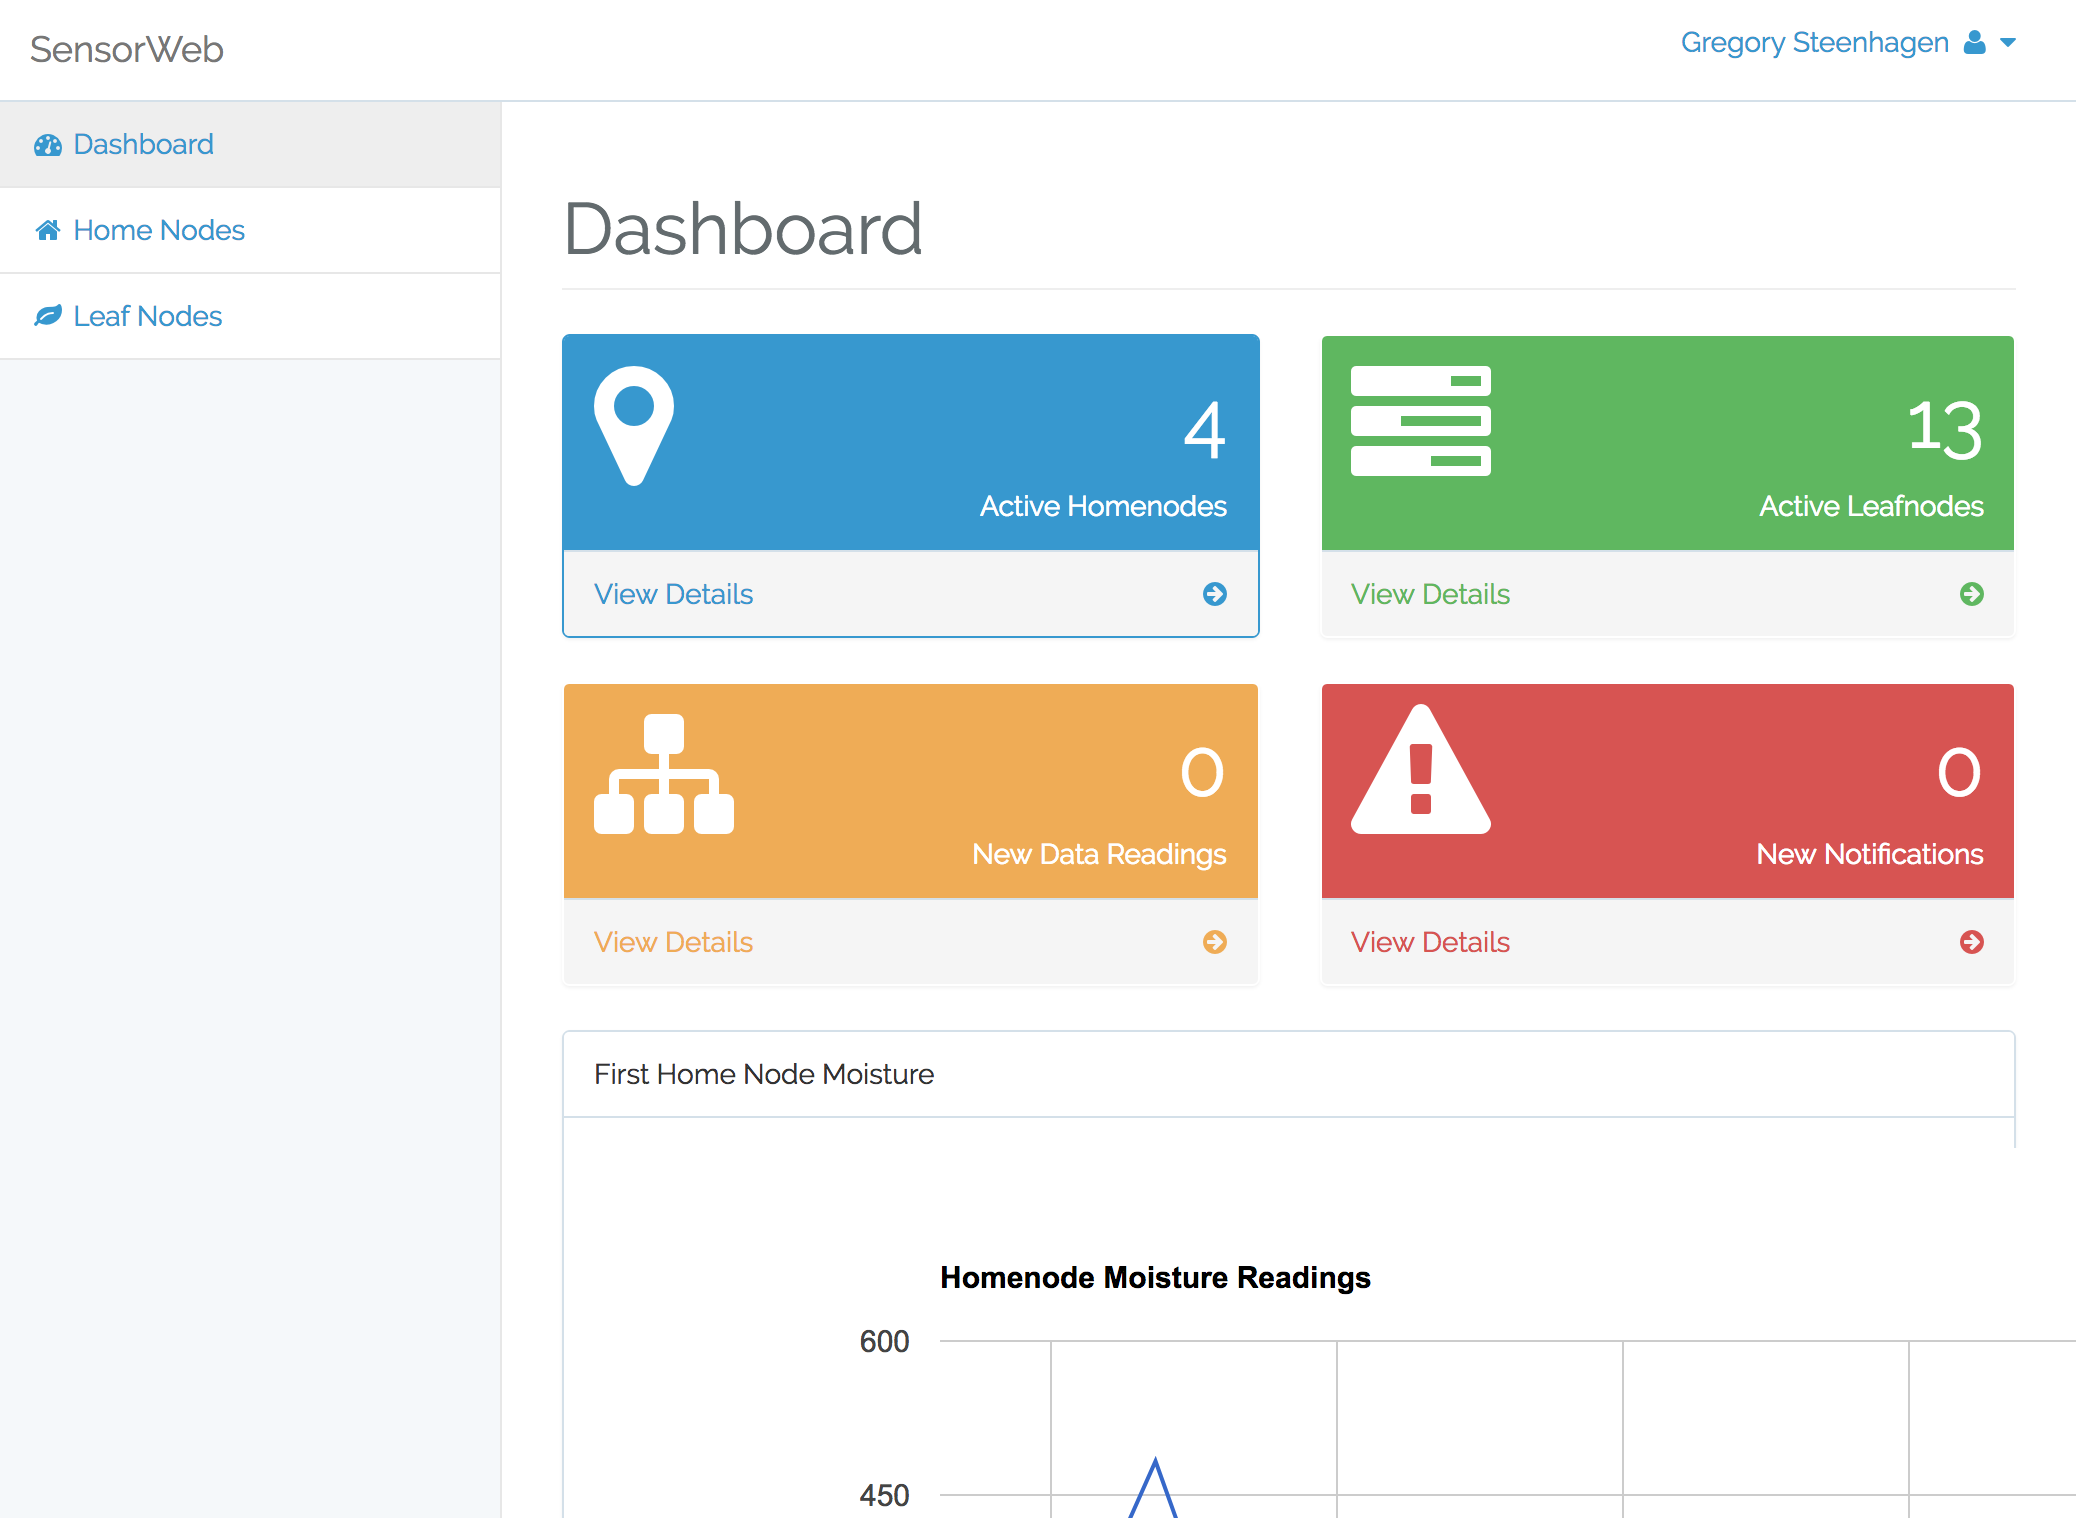 SensorWeb
Gregory Steenhagen
Dashboard
Home Nodes
Leaf Nodes
Dashboard
4
Active Homenodes
View Details
13
Active Leafnodes
View Details
0
New Data Readings
View Details
0
New Notifications
View Details
First Home Node Moisture
Homenode Moisture Readings
600
450